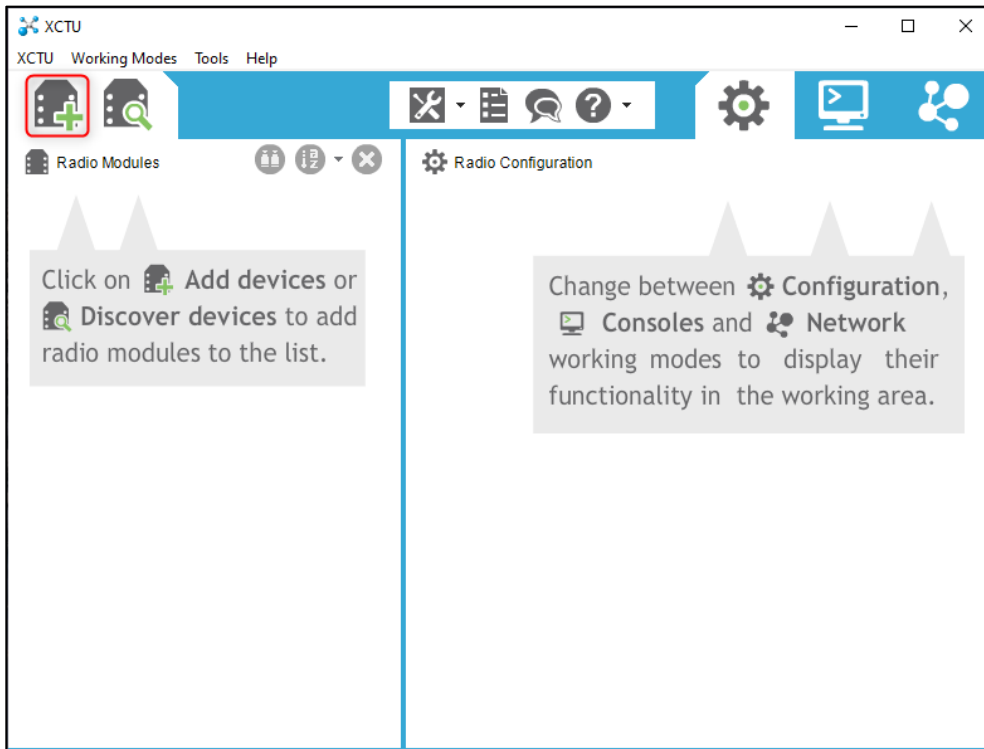 XCTU
XCTU Working Modes Tools Help
Radio Modules
Radio Configuration
Click on Add devices or
Discover devices to add
radio modules to the list.
Change between Configuration,
Consoles and Network
working modes to display their
functionality in the working area.